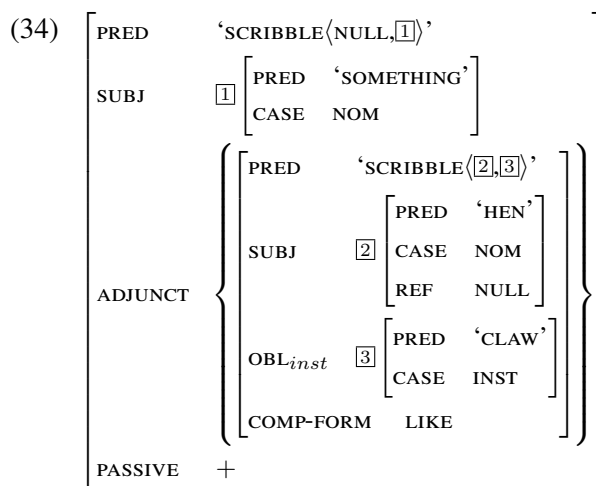 (34)
PRED ‘SCRIBBLE⟨NULL,1⟩’
SUBJ 1 PRED ‘SOMETHING’
CASE NOM
ADJUNCT
PRED ‘SCRIBBLE⟨2,3⟩’
SUBJ 2 PRED ‘HEN’
CASE NOM
REF NULL
OBLinst 3 PRED ‘CLAW’
CASE INST
COMP-FORM LIKE
PASSIVE +